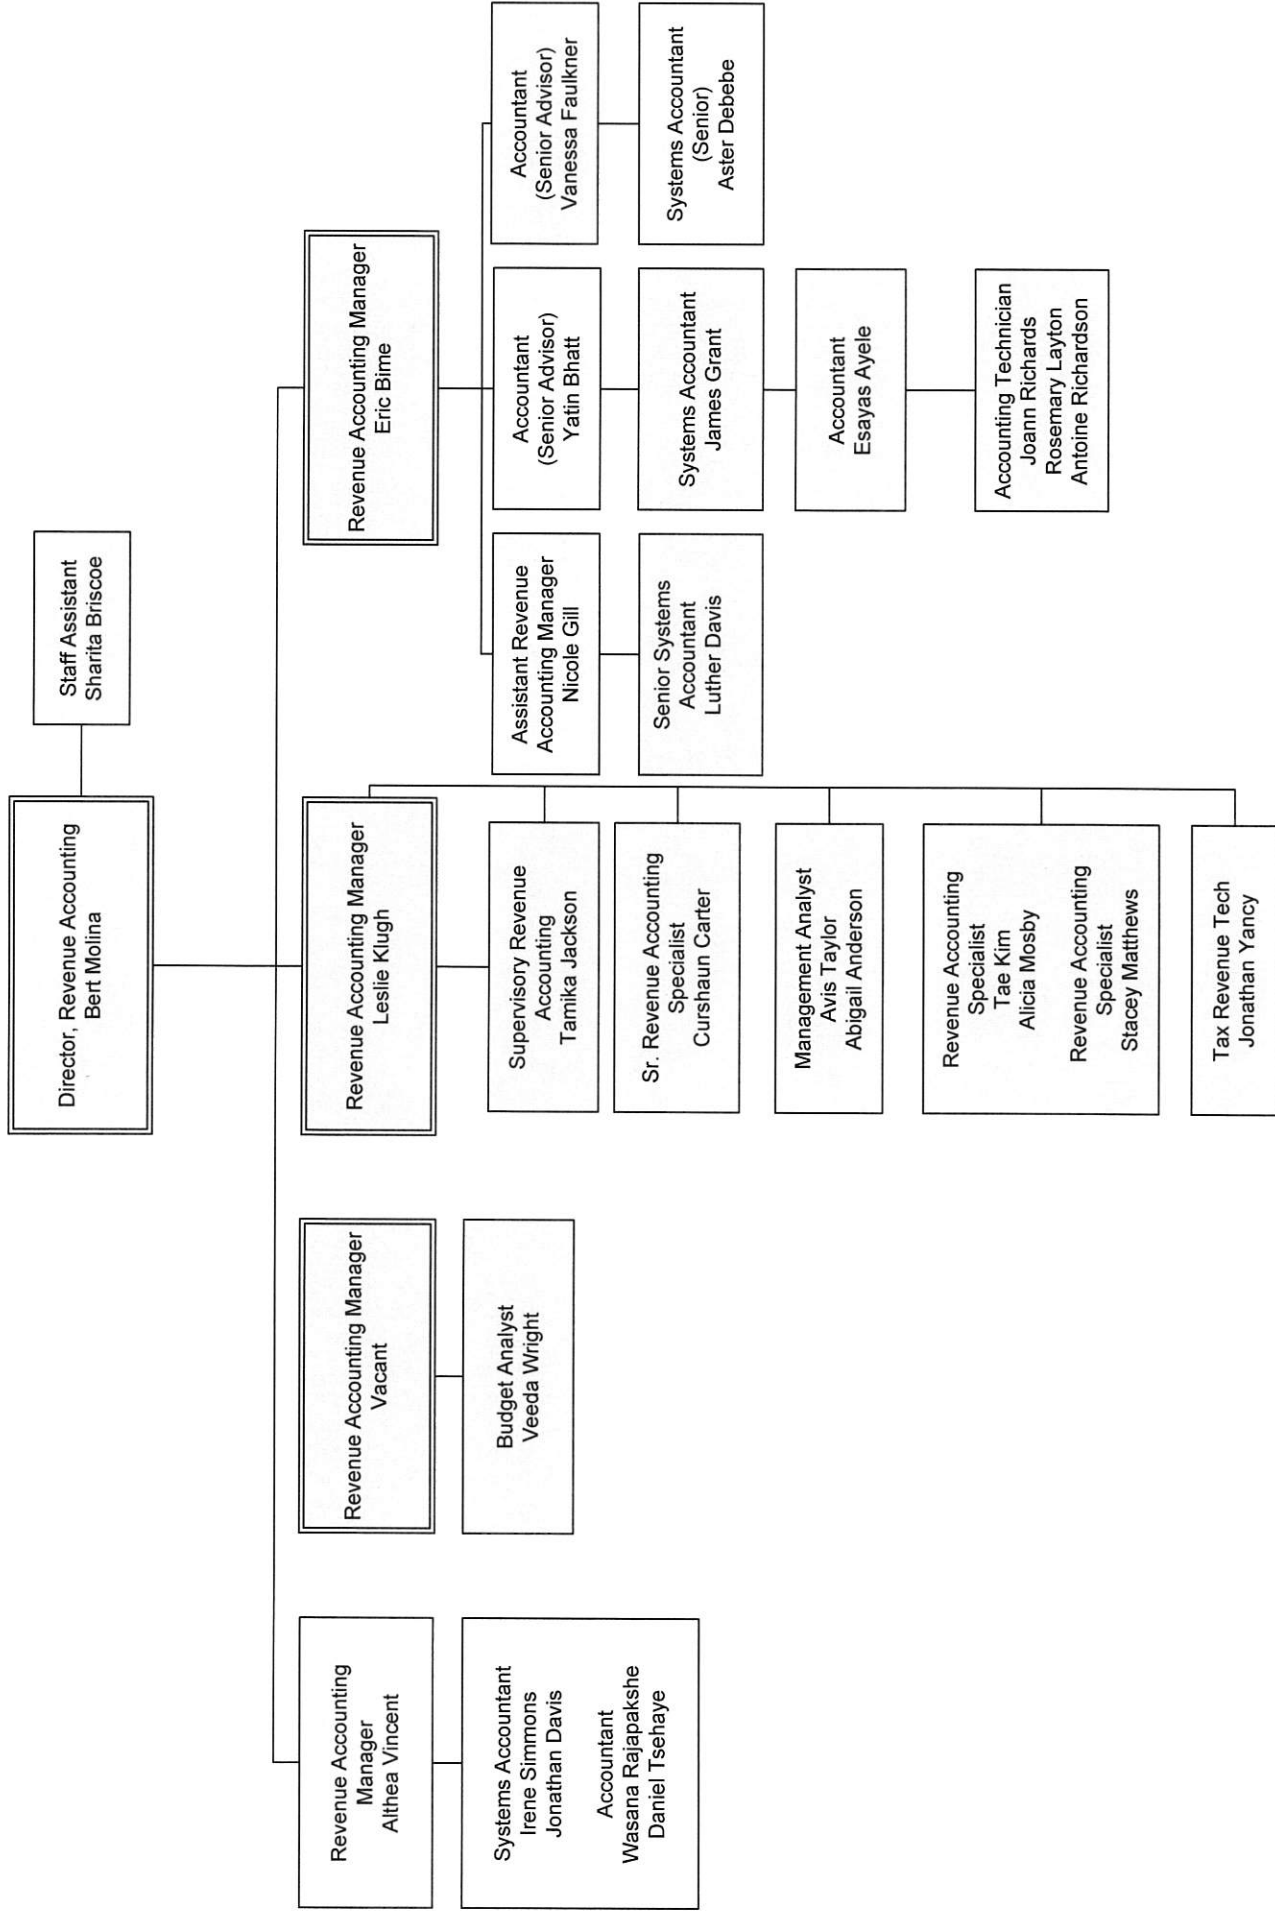 Director, Revenue Accounting
Bert Molina
Staff Assistant
Sharita Briscoe
Revenue Accounting
Manager
Althea Vincent
Systems Accountant
Irene Simmons
Jonathan Davis
Accountant
Wasana Rajapakshe
Daniel Tsehaye
Revenue Accounting Manager
Vacant
Budget Analyst
Veeda Wright
Revenue Accounting Manager
Leslie Klugh
Supervisory Revenue
Accounting
Tamika Jackson
Sr. Revenue Accounting
Specialist
Curshaun Carter
Management Analyst
Avis Taylor
Abigail Anderson
Revenue Accounting
Specialist
Tae Kim
Alicia Mosby
Revenue Accounting
Specialist
Stacey Matthews
Tax Revenue Tech
Jonathan Yancy
Revenue Accounting Manager
Eric Bime
Assistant Revenue
Accounting Manager
Nicole Gill
Senior Systems
Accountant
Luther Davis
Accountant
(Senior Advisor)
Yatin Bhatt
Systems Accountant
James Grant
Accountant
Esayas Ayele
Accounting Technician
Joann Richards
Rosemary Layton
Antoine Richardson
Accountant
(Senior Advisor)
Vanessa Faulkner
Systems Accountant
(Senior)
Aster Debebe